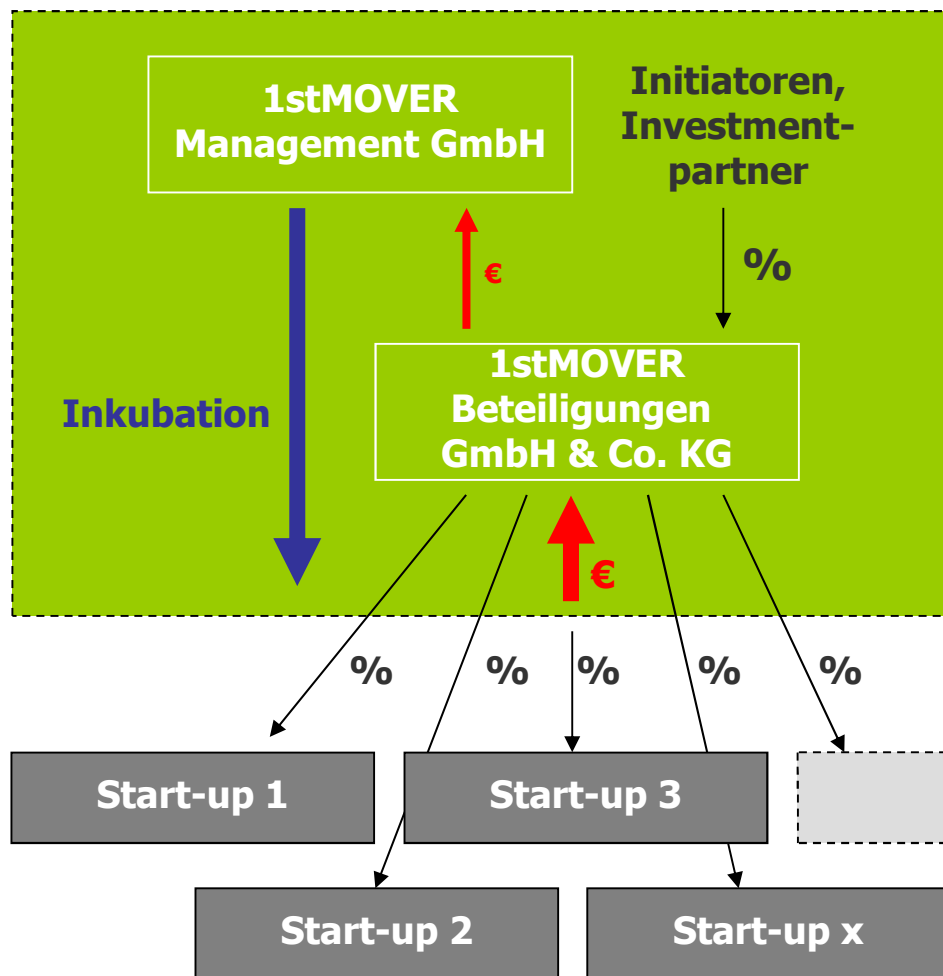 1stMOVER
Management GmbH
Initiatoren,
Investment-
partner
€
%
1stMOVER
Beteiligungen
GmbH & Co. KG
Inkubation
€
%
%
%
%
%
Start-up 1
Start-up 3
Start-up 2
Start-up x